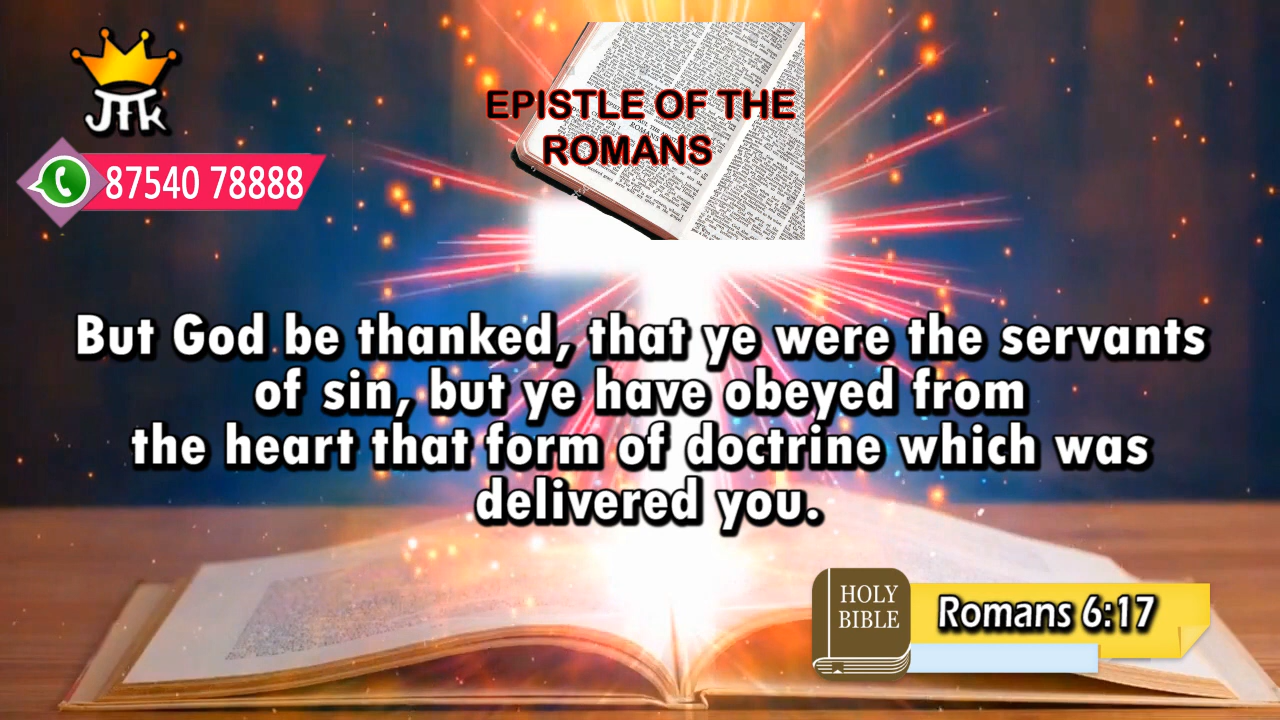 JTK
87540 78888
EPISTLE OF THE
ROMANS
But God be thanked, that ye were the servants
of sin, but ye have obeyed from
the heart that form of doctrine which was
delivered you.
HOLY
BIBLE
Romans 6:17